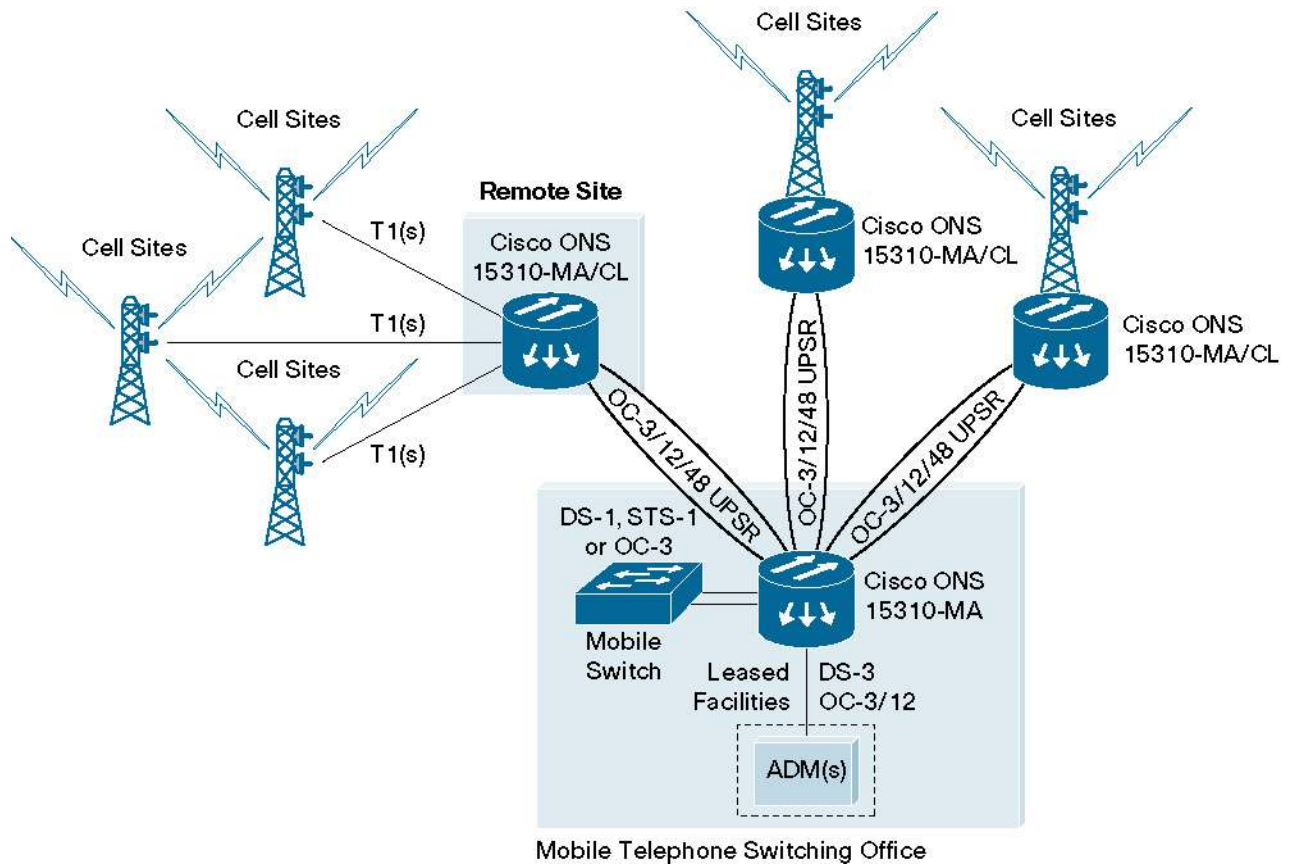 Cell Sites
Cell Sites
Cell Sites
Cell Sites
Cell Sites
Remote Site
Cisco ONS
15310-MA/CL
T1(s)
T1(s)
T1(s)
Cisco ONS
15310-MA/CL
Cisco ONS
15310-MA/CL
OC-3/12/48 UPSR
OC-3/12/48 UPSR
OC-3/12/48 UPSR
DS-1, STS-1
or OC-3
Mobile
Switch
Cisco ONS
15310-MA
Leased
Facilities
DS-3
OC-3/12
ADM(s)
Mobile Telephone Switching Office